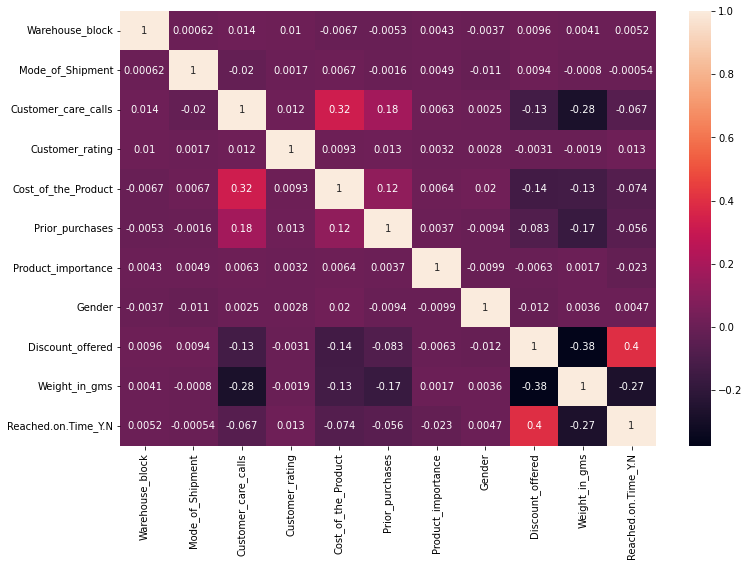 Warehouse_block 1 0.00062 0.014 0.01 -0.0067 -0.0053 0.0043 -0.0037 0.0096 0.0041 0.0052
Mode_of_Shipment 0.00062 1 -0.02 0.0017 0.0067 -0.0016 0.0049 -0.011 0.0094 -0.0008 -0.00054
Customer_care_calls 0.014 -0.02 1 0.012 0.32 0.18 0.0063 0.0025 -0.13 -0.28 -0.067
Customer_rating 0.01 0.0017 0.012 1 0.0093 0.013 0.0032 0.0028 -0.0031 -0.0019 0.013
Cost_of_the_Product -0.0067 0.0067 0.32 0.0093 1 0.12 0.0064 0.02 -0.14 -0.13 -0.074
Prior_purchases -0.0053 -0.0016 0.18 0.013 0.12 1 0.0037 -0.0094 -0.083 -0.17 -0.056
Product_importance 0.0043 0.0049 0.0063 0.0032 0.0064 0.0037 1 -0.0099 -0.0063 0.0017 -0.023
Gender -0.0037 -0.011 0.0025 0.0028 0.02 -0.0094 -0.0099 1 -0.012 0.0036 0.0047
Discount_offered 0.0096 0.0094 -0.13 -0.0031 -0.14 -0.083 -0.0063 -0.012 1 -0.38 0.4
Weight_in_gms 0.0041 -0.0008 -0.28 -0.0019 -0.13 -0.17 0.0017 0.0036 -0.38 1 -0.27
Reached.on.Time_Y.N 0.0052 -0.00054 -0.067 0.013 -0.074 -0.056 -0.023 0.0047 0.4 -0.27 1
Warehouse_block
Mode_of_Shipment
Customer_care_calls
Customer_rating
Cost_of_the_Product
Prior_purchases
Product_importance
Gender
Discount_offered
Weight_in_gms
Reached.on.Time_Y.N
1.0
0.8
0.6
0.4
0.2
0.0
−0.2